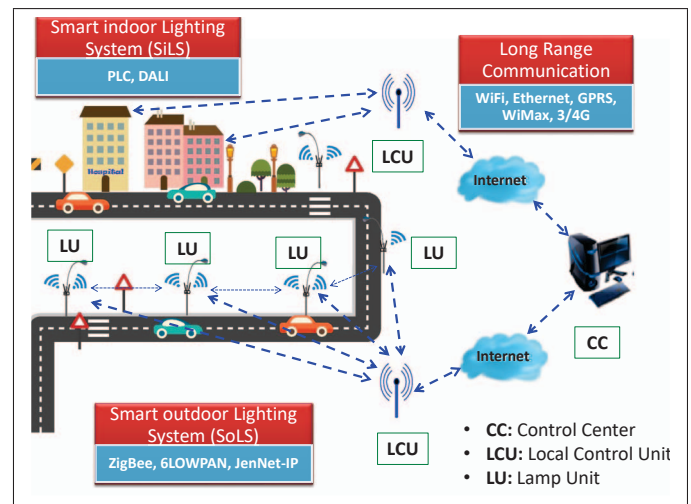 Smart indoor Lighting
System (SiLS)
PLC, DALI
Long Range
Communication
WiFi, Ethernet, GPRS,
WiMax, 3/4G
LCU
Hospital
Internet
LU
LU
LU
LU
CC
Internet
LCU
Smart outdoor Lighting
System (SoLS)
ZigBee, 6LOWPAN, JenNet-IP
• CC: Control Center
• LCU: Local Control Unit
• LU: Lamp Unit